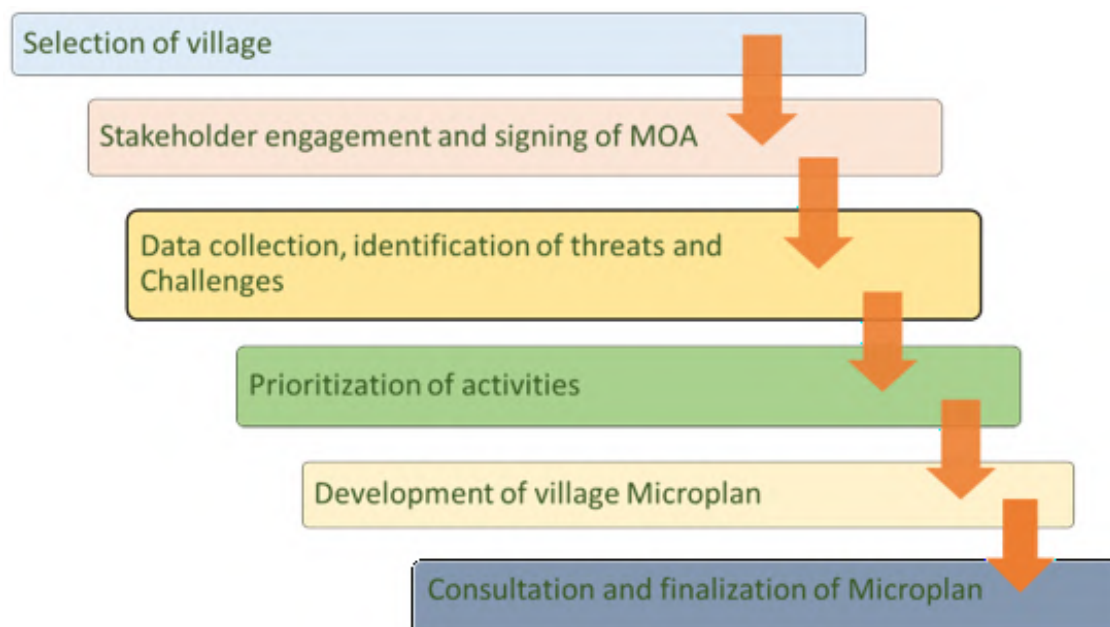 Selection of village
Stakeholder engagement and signing of MOA
Data collection, identification of threats and
Challenges
Prioritization of activities
Development of village Microplan
Consultation and finalization of Microplan